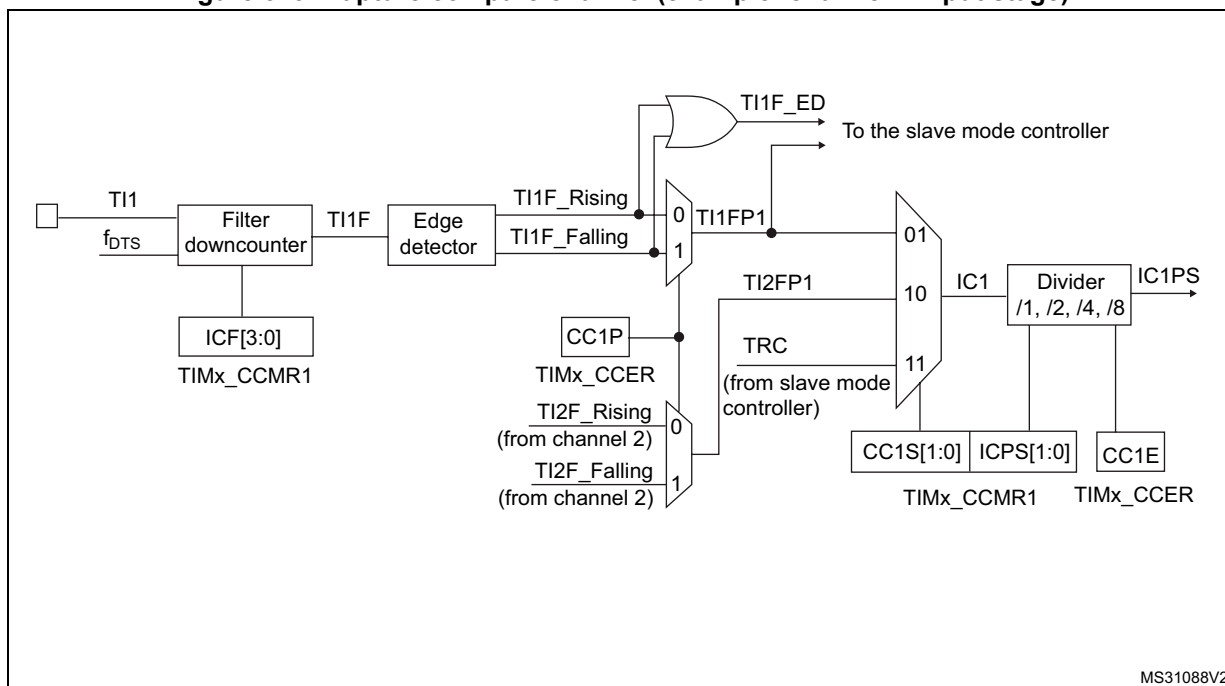 TI1F_ED
To the slave mode controller
TI1
f_DTS
Filter
downcounter
TI1F
Edge
detector
TI1F_Rising
TI1F_Falling
0
1
TI1FP1
01
TI2FP1
10
IC1
Divider
/1, /2, /4, /8
IC1PS
ICF[3:0]
TIMx_CCMR1
CC1P
TIMx_CCER
TRC
11
(from slave mode
controller)
TI2F_Rising
(from channel 2)
0
TI2F_Falling
(from channel 2)
1
CC1S[1:0]
ICPS[1:0]
CC1E
TIMx_CCMR1
TIMx_CCER
MS31088V2